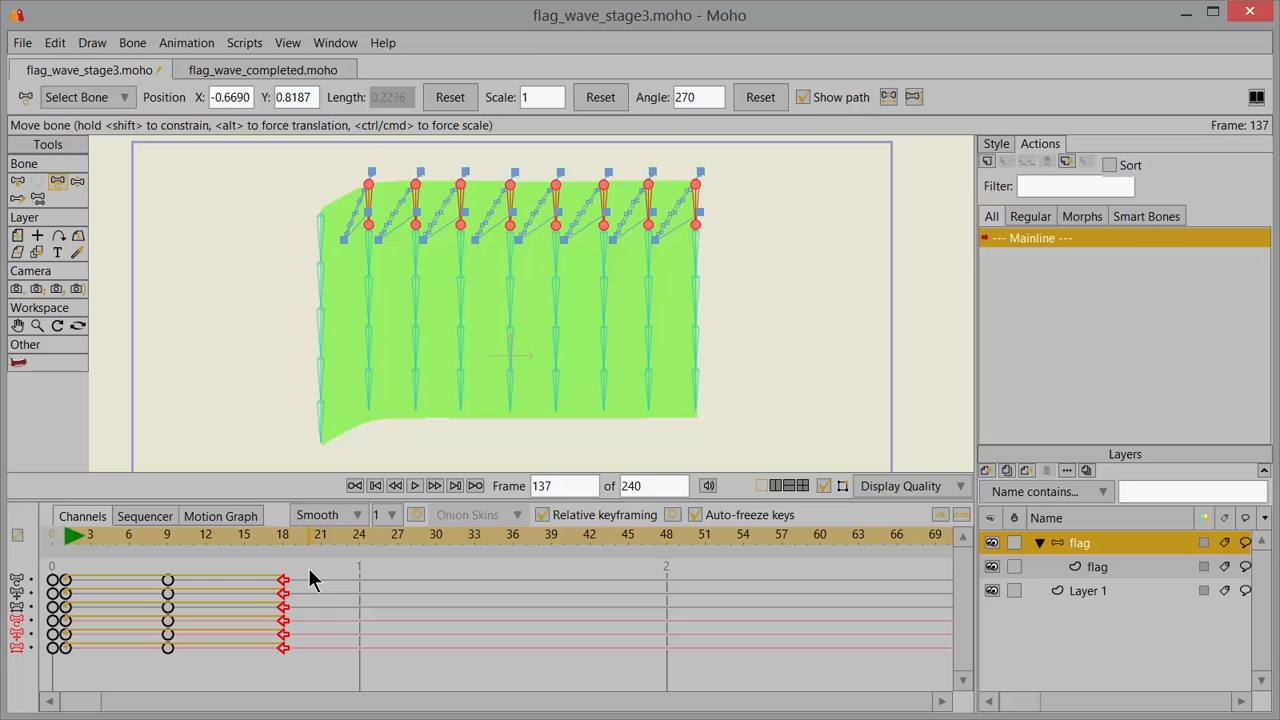 flag_wave_stage3.moho - Moho
File Edit Draw Bone Animation Scripts View Window Help
flag_wave_stage3.moho flag_wave_completed.moho
Select Bone Position X: -0.6690 Y: 0.8187 Length: 0.2236 Reset Scale: 1 Reset Angle: 270 Reset Show path
Move bone (hold <shift> to constrain, <alt> to force translation, <ctrl/cmd> to force scale) Frame: 137
Tools
Bone
Layer
Camera
Workspace
Other
Style Actions
Sort
Filter:
All Regular Morphs Smart Bones
--- Mainline ---
Layers
Name contains...
Name
flag
flag
Layer 1
Frame 137 of 240 Display Quality
Channels Sequencer Motion Graph Smooth 1 Onion Skins Relative keyframing Auto-freeze keys
0 3 6 9 12 15 18 21 24 27 30 33 36 39 42 45 48 51 54 57 60 63 66 69
0 1 2